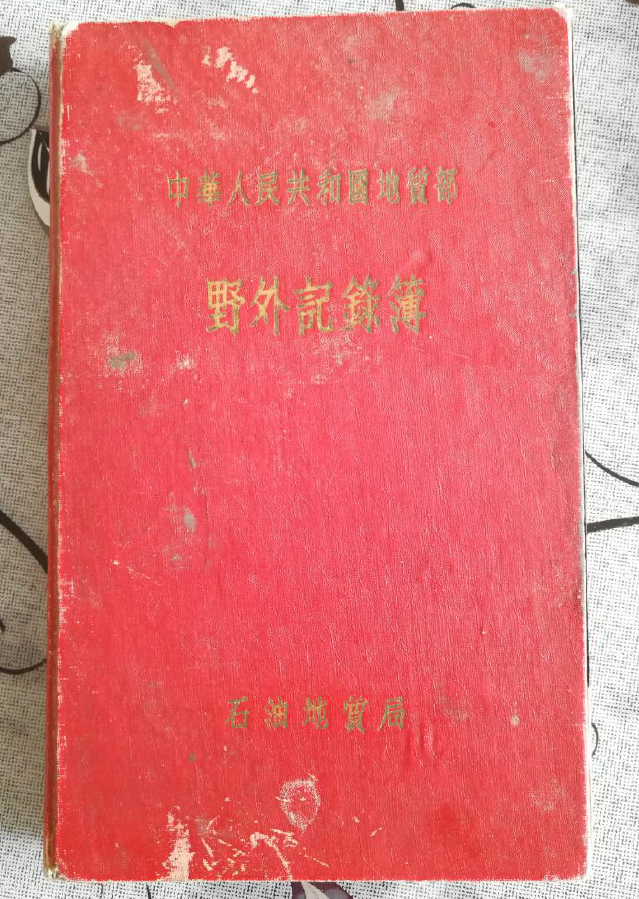 中華人民共和國地質部
野外記錄簿
石油地質局